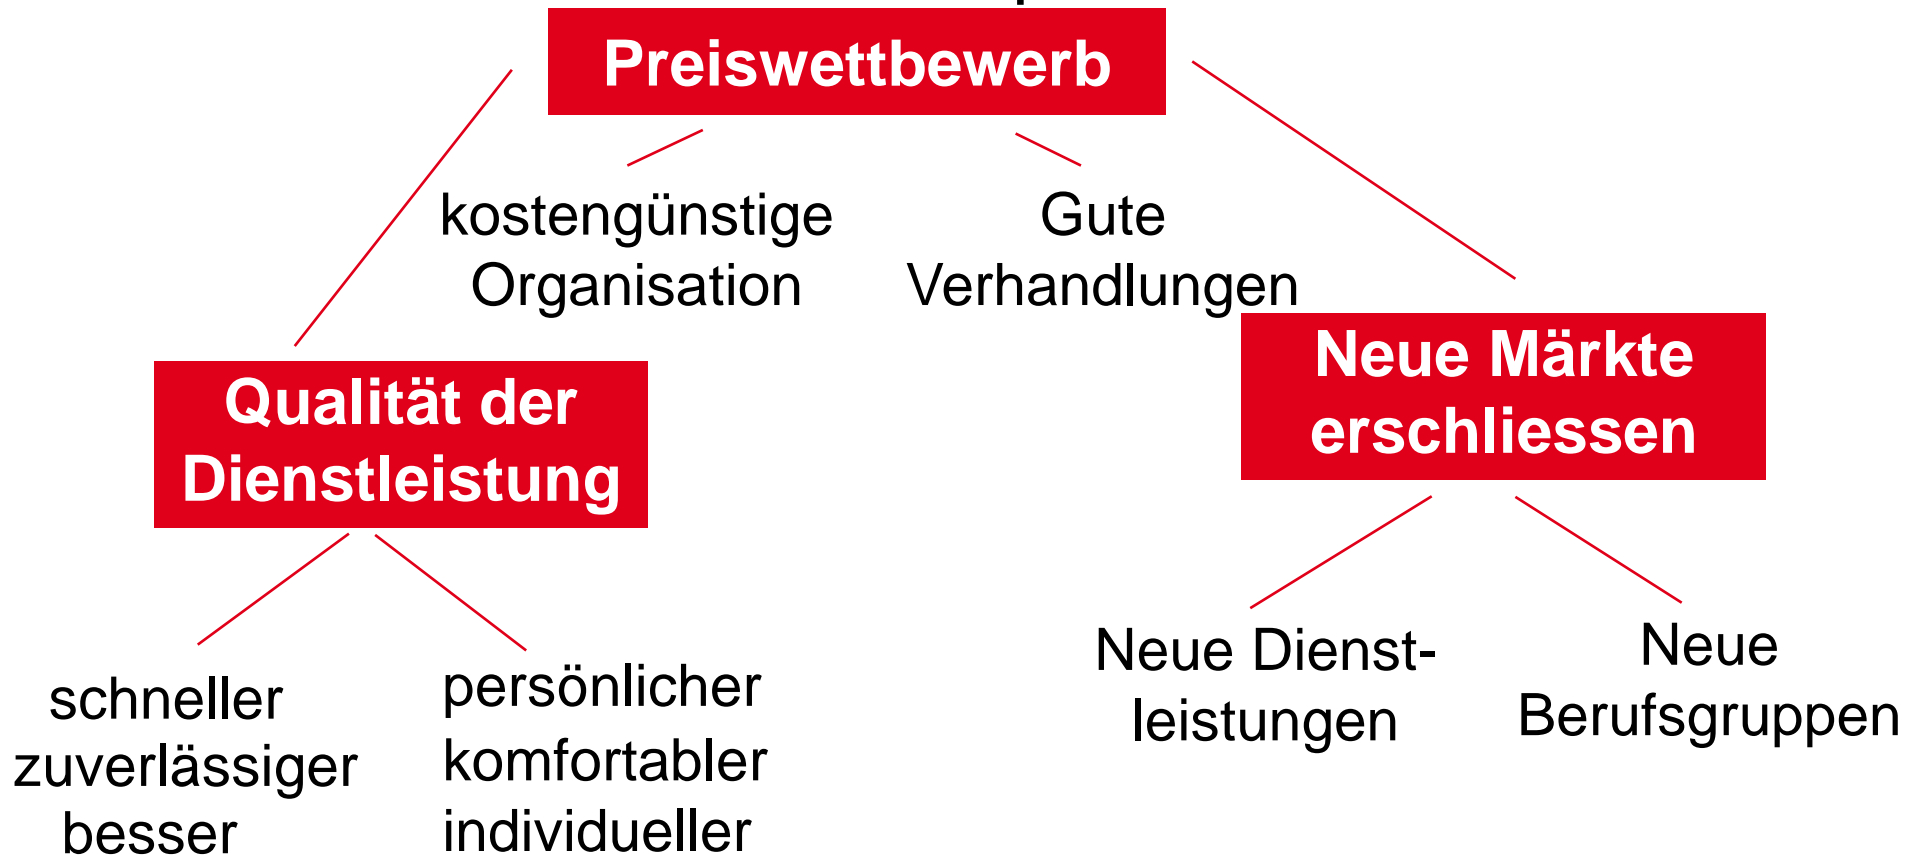 Preiswettbewerb
kostengünstige
Organisation
Gute
Verhandlungen
Neue Märkte
erschliessen
Qualität der
Dienstleistung
schneller
zuverlässiger
besser
persönlicher
komfortabler
individueller
Neue Dienst-
leistungen
Neue
Berufsgruppen